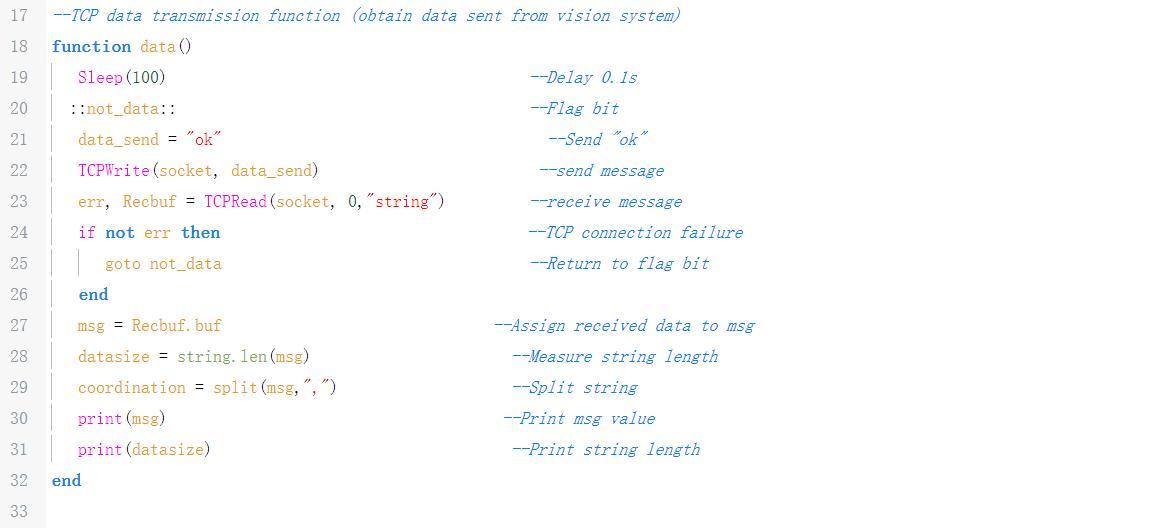 17 --TCP data transmission function (obtain data sent from vision system)
18 function data()
19 Sleep(100) --Delay 0.1s
20 ::not_data:: --Flag bit
21 data_send = "ok" --Send "ok"
22 TCPWrite(socket, data_send) --send message
23 err, Recbuf = TCPRead(socket, 0,"string") --receive message
24 if not err then --TCP connection failure
25 goto not_data --Return to flag bit
26 end
27 msg = Recbuf.buf --Assign received data to msg
28 datasize = string.len(msg) --Measure string length
29 coordination = split(msg,",") --Split string
30 print(msg) --Print msg value
31 print(datasize) --Print string length
32 end
33